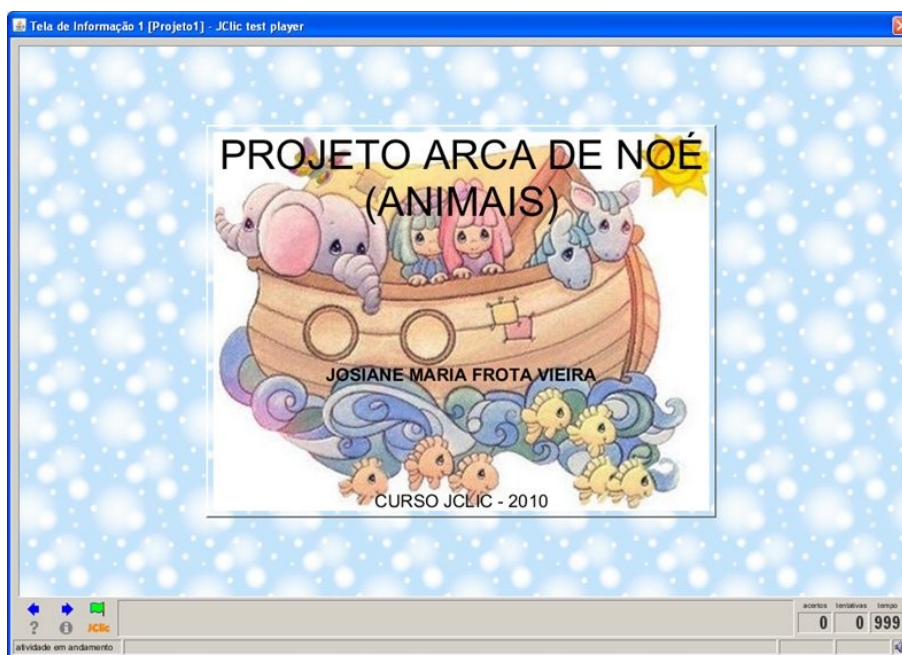 Tela de Informação 1 [Projeto1] - JClic test player
PROJETO ARCA DE NOÉ
(ANIMAIS)
JOSIANE MARIA FROTA VIEIRA
CURSO JCLIC - 2010
acertos tentativas tempo
? i JClic 0 0 999
atividade em andamento